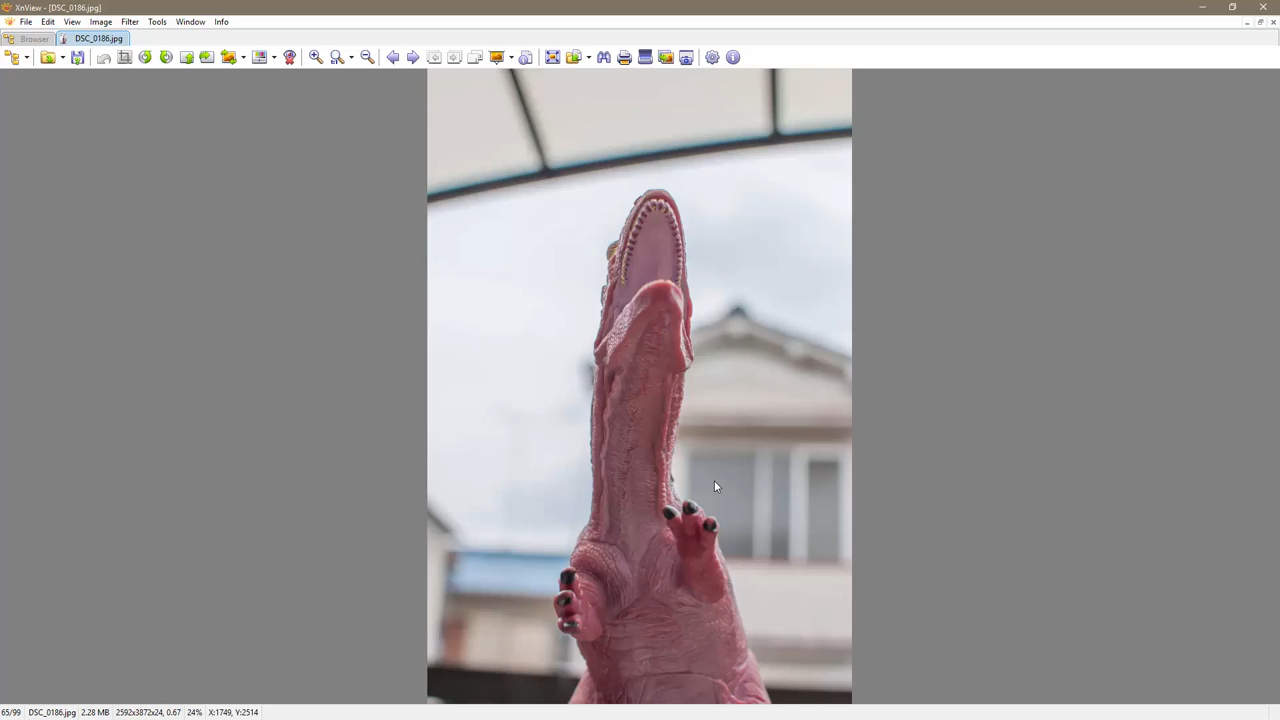 XnView - [DSC_0186.jpg]
File Edit View Image Filter Tools Window Info
Browser DSC_0186.jpg
65/99 DSC_0186.jpg 2.28 MB 2592x3872x24, 0.67 24% X:1749, Y:2514